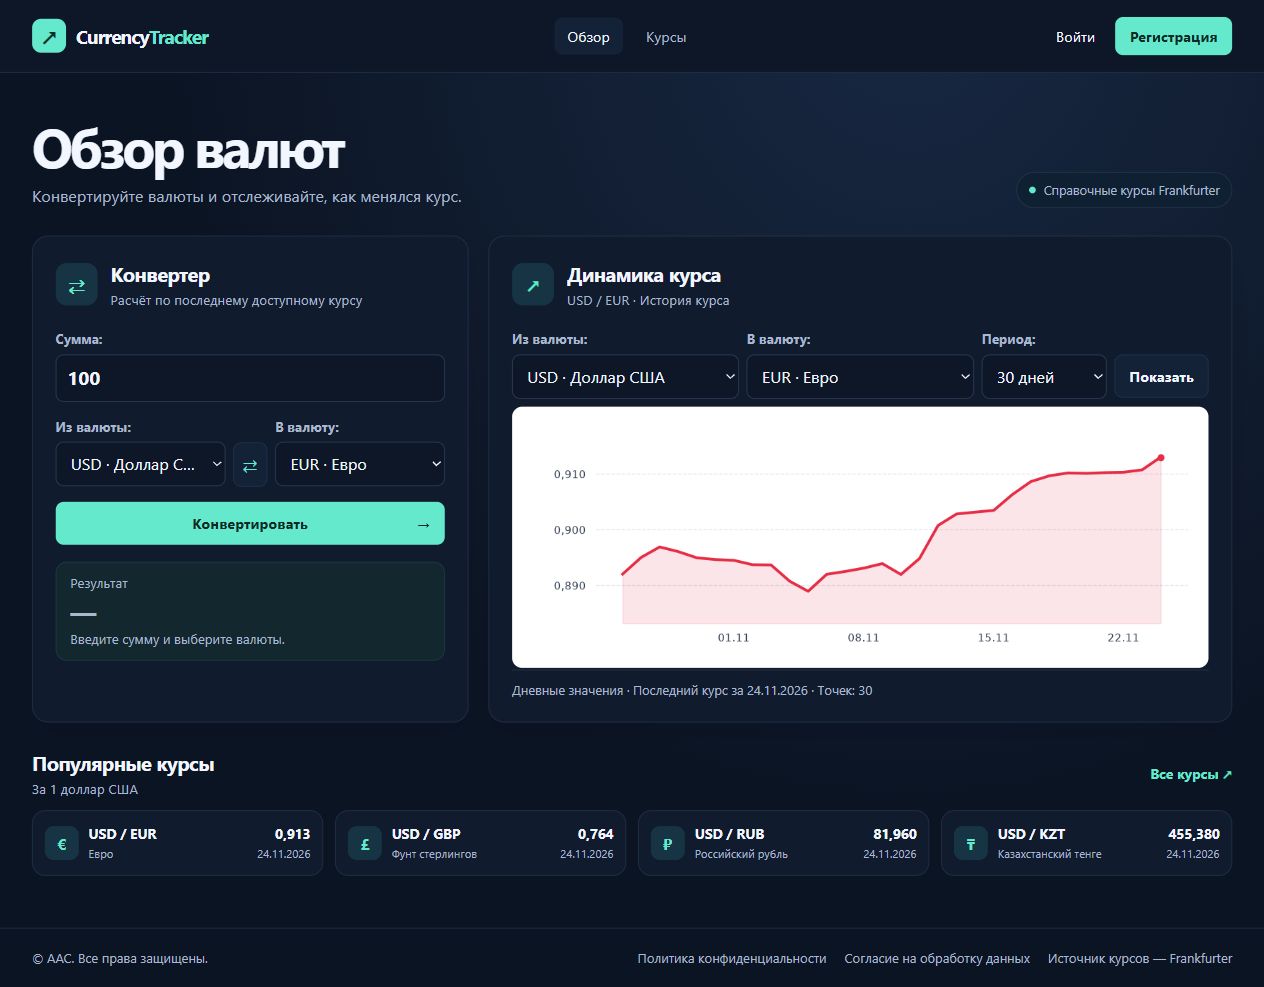 CurrencyTracker
Обзор
Курсы
Войти
Регистрация
Обзор валют
Конвертируйте валюты и отслеживайте, как менялся курс.
Справочные курсы Frankfurter
Конвертер
Расчёт по последнему доступному курсу
Сумма:
100
Из валюты:
В валюту:
USD · Доллар С...
EUR · Евро
Конвертировать →
Результат
—
Введите сумму и выберите валюты.
Динамика курса
USD / EUR · История курса
Из валюты:
В валюту:
Период:
USD · Доллар США
EUR · Евро
30 дней
Показать
0,910
0,900
0,890
01.11
08.11
15.11
22.11
Дневные значения · Последний курс за 24.11.2026 · Точек: 30
Популярные курсы
За 1 доллар США
Все курсы ↗
€
USD / EUR
0,913
Евро
24.11.2026
£
USD / GBP
0,764
Фунт стерлингов
24.11.2026
₽
USD / RUB
81,960
Российский рубль
24.11.2026
₸
USD / KZT
455,380
Казахстанский тенге
24.11.2026
© ААС. Все права защищены.
Политика конфиденциальности
Согласие на обработку данных
Источник курсов — Frankfurter